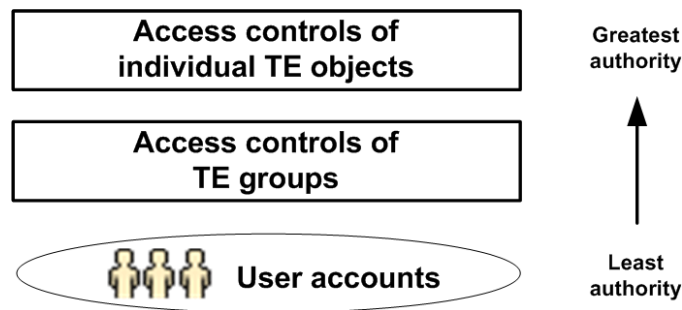 Access controls of
individual TE objects
Greatest
authority
Access controls of
TE groups
User accounts
Least
authority